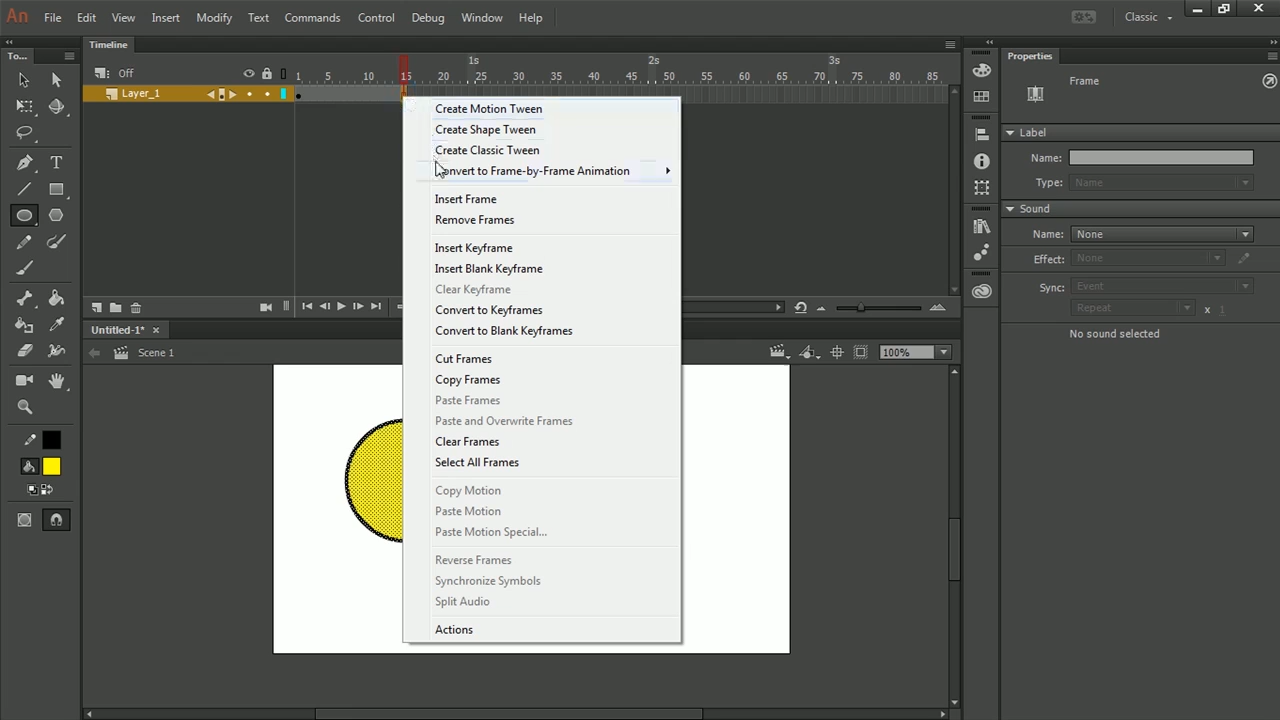 An File Edit View Insert Modify Text Commands Control Debug Window Help Classic
To... Timeline Properties
Off 1s 2s 3s
1 5 10 15 20 25 30 35 40 45 50 55 60 65 70 75 80 85
Layer_1
Frame
Label
Name:
Type: Name
Sound
Name: None
Effect: None
Sync: Event
Repeat x 1
No sound selected
Create Motion Tween
Create Shape Tween
Create Classic Tween
Convert to Frame-by-Frame Animation
Insert Frame
Remove Frames
Insert Keyframe
Insert Blank Keyframe
Clear Keyframe
Convert to Keyframes
Convert to Blank Keyframes
Cut Frames
Copy Frames
Paste Frames
Paste and Overwrite Frames
Clear Frames
Select All Frames
Copy Motion
Paste Motion
Paste Motion Special...
Reverse Frames
Synchronize Symbols
Split Audio
Actions
Untitled-1*
Scene 1 100%